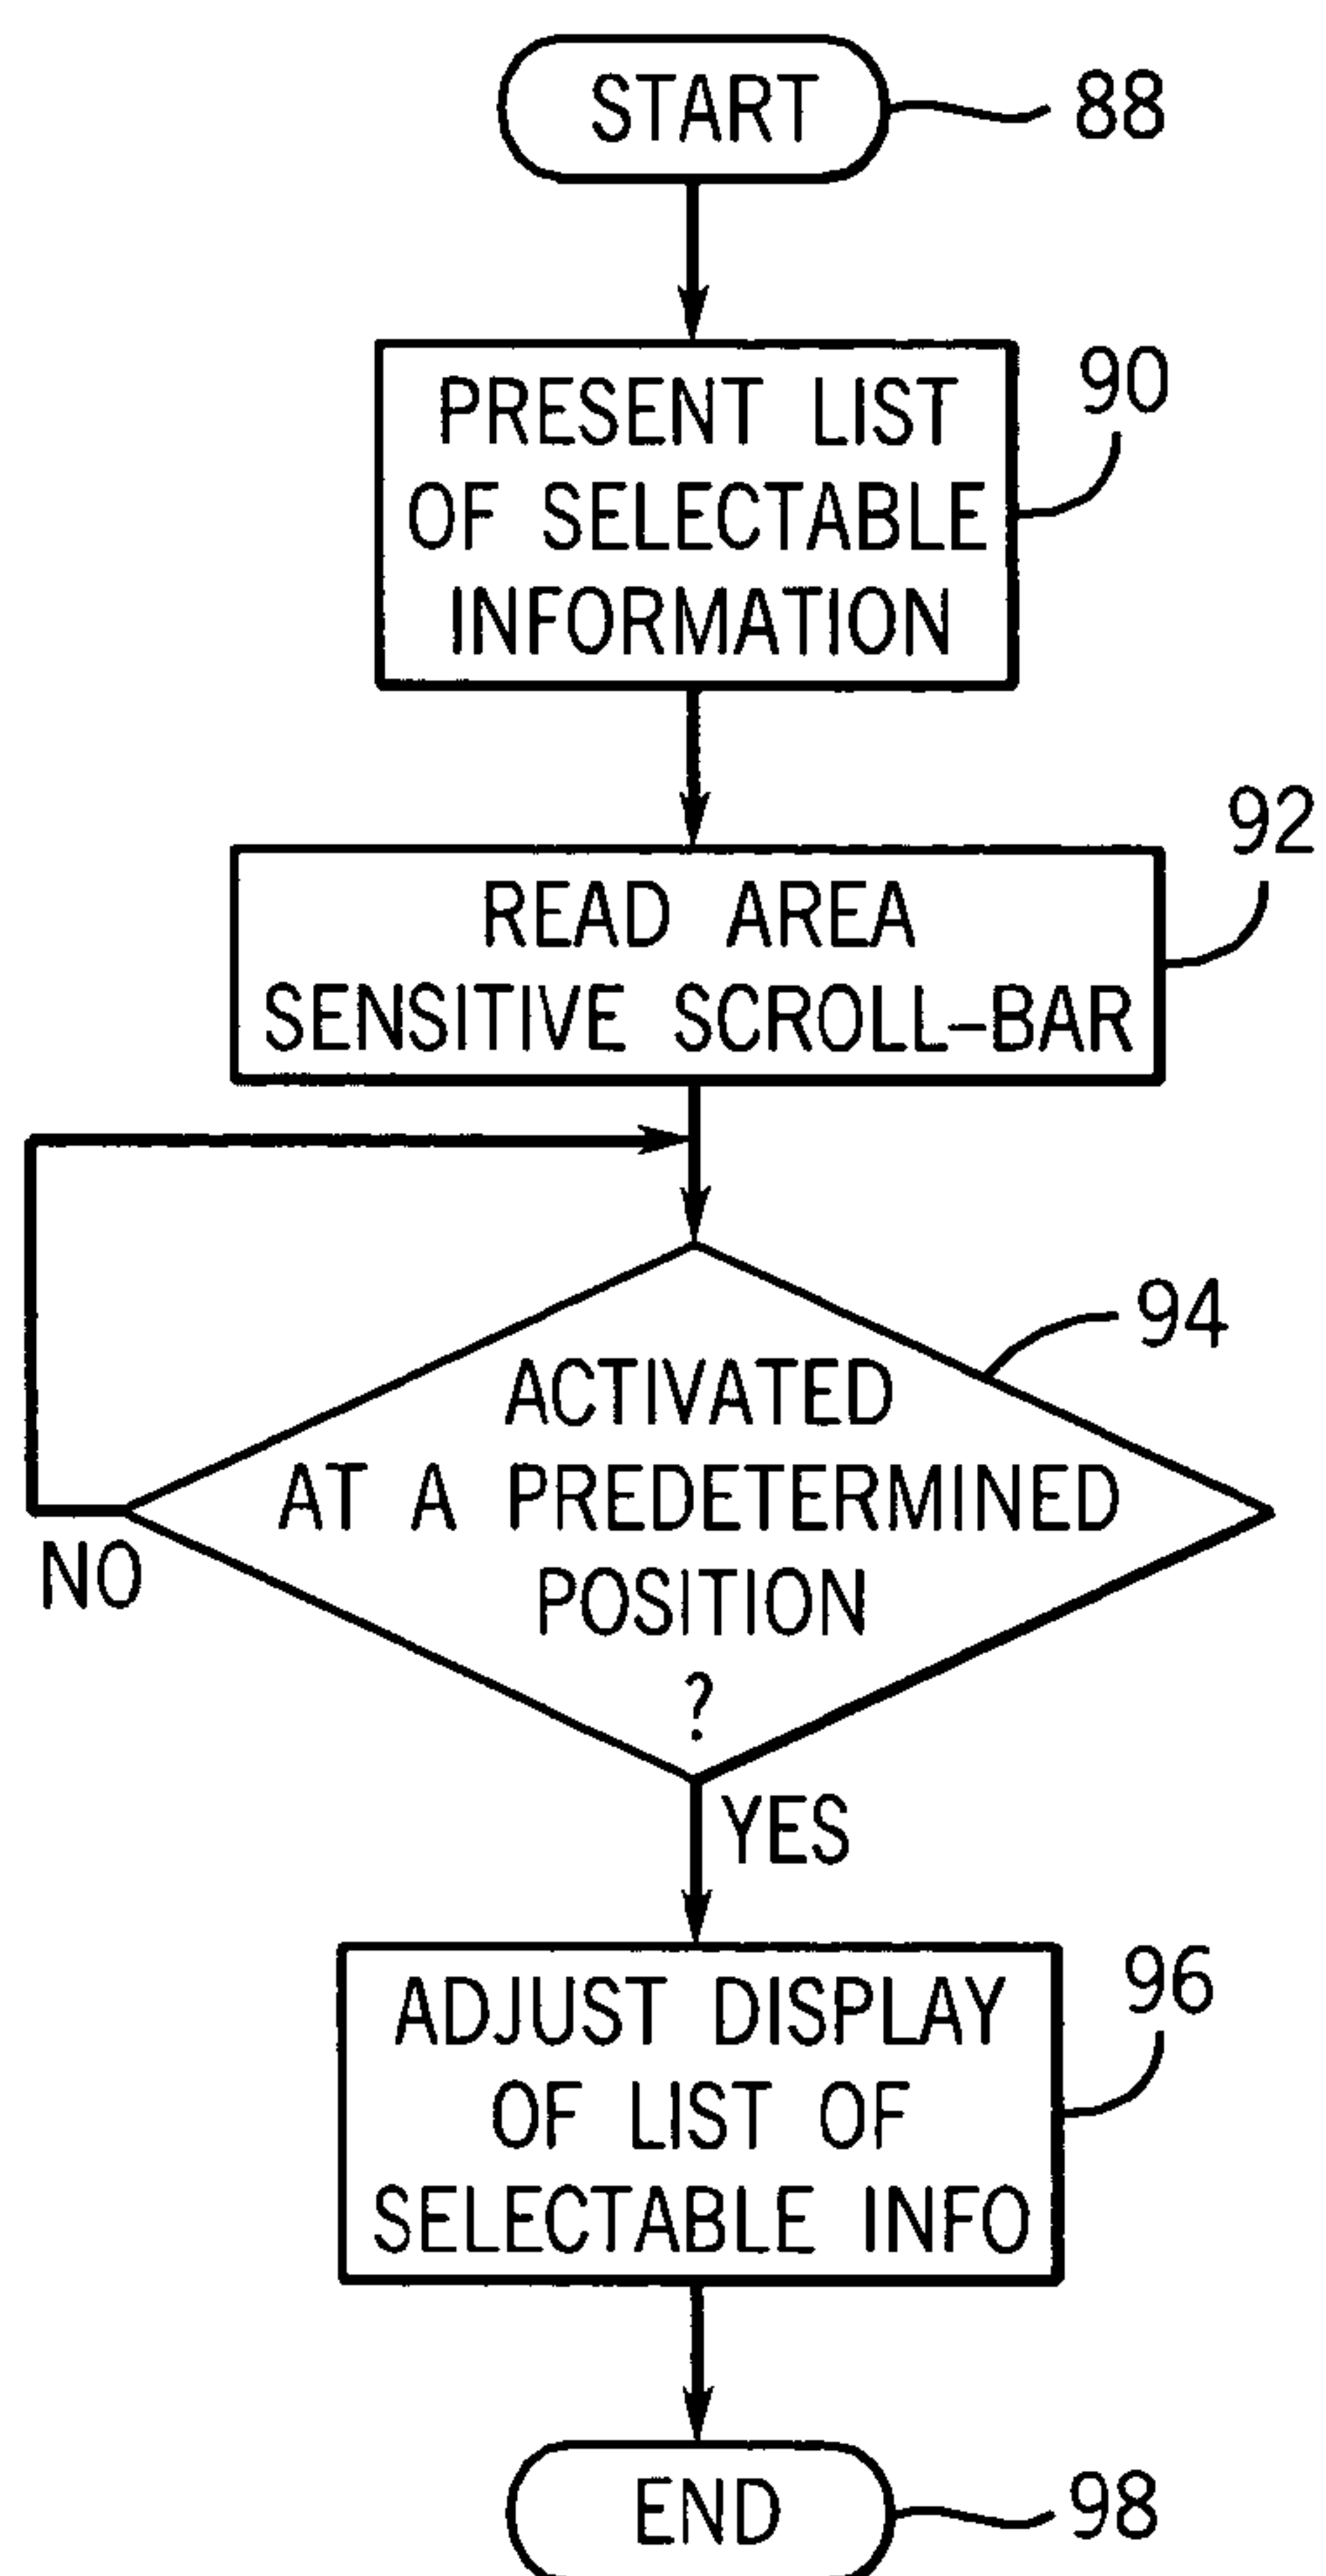 START
88
PRESENT LIST
OF SELECTABLE
INFORMATION
90
READ AREA
SENSITIVE SCROLL-BAR
92
ACTIVATED
AT A PREDETERMINED
POSITION
?
94
NO
YES
ADJUST DISPLAY
OF LIST OF
SELECTABLE INFO
96
END
98